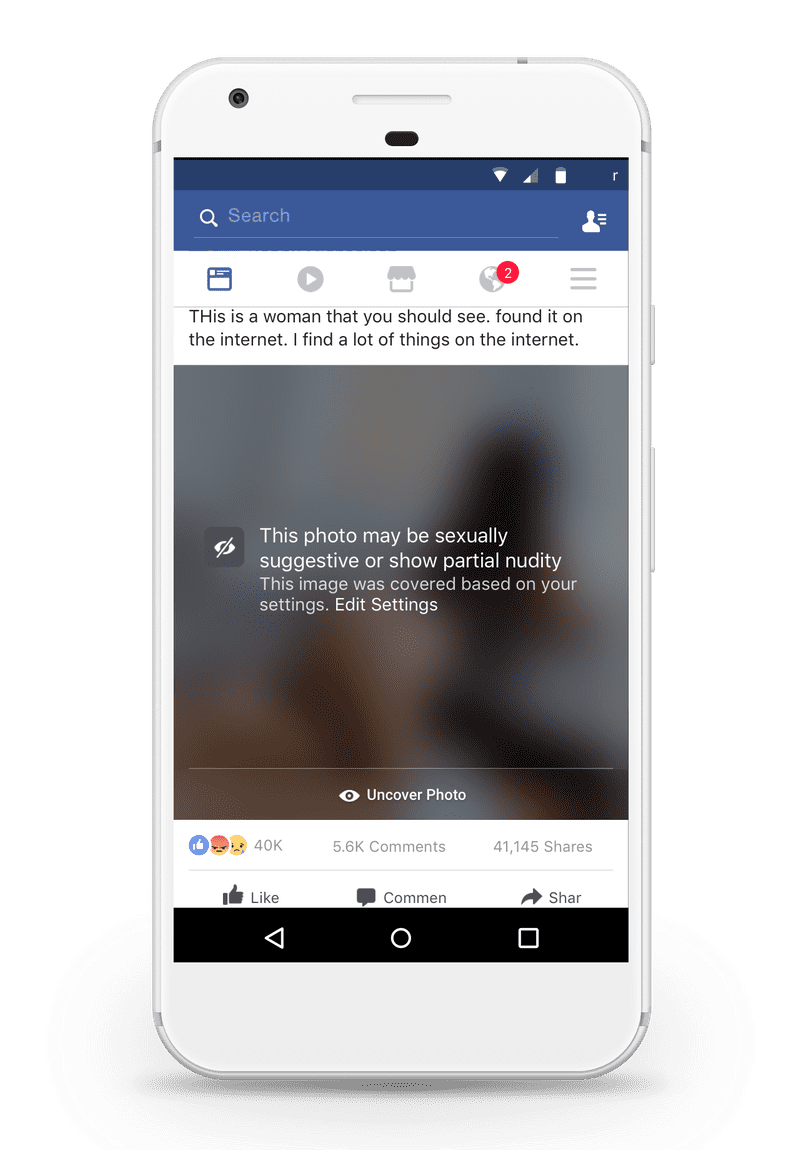 r
Search
2
THis is a woman that you should see. found it on
the internet. I find a lot of things on the internet.
This photo may be sexually
suggestive or show partial nudity
This image was covered based on your
settings. Edit Settings
Uncover Photo
40K 5.6K Comments 41,145 Shares
Like Commen Shar